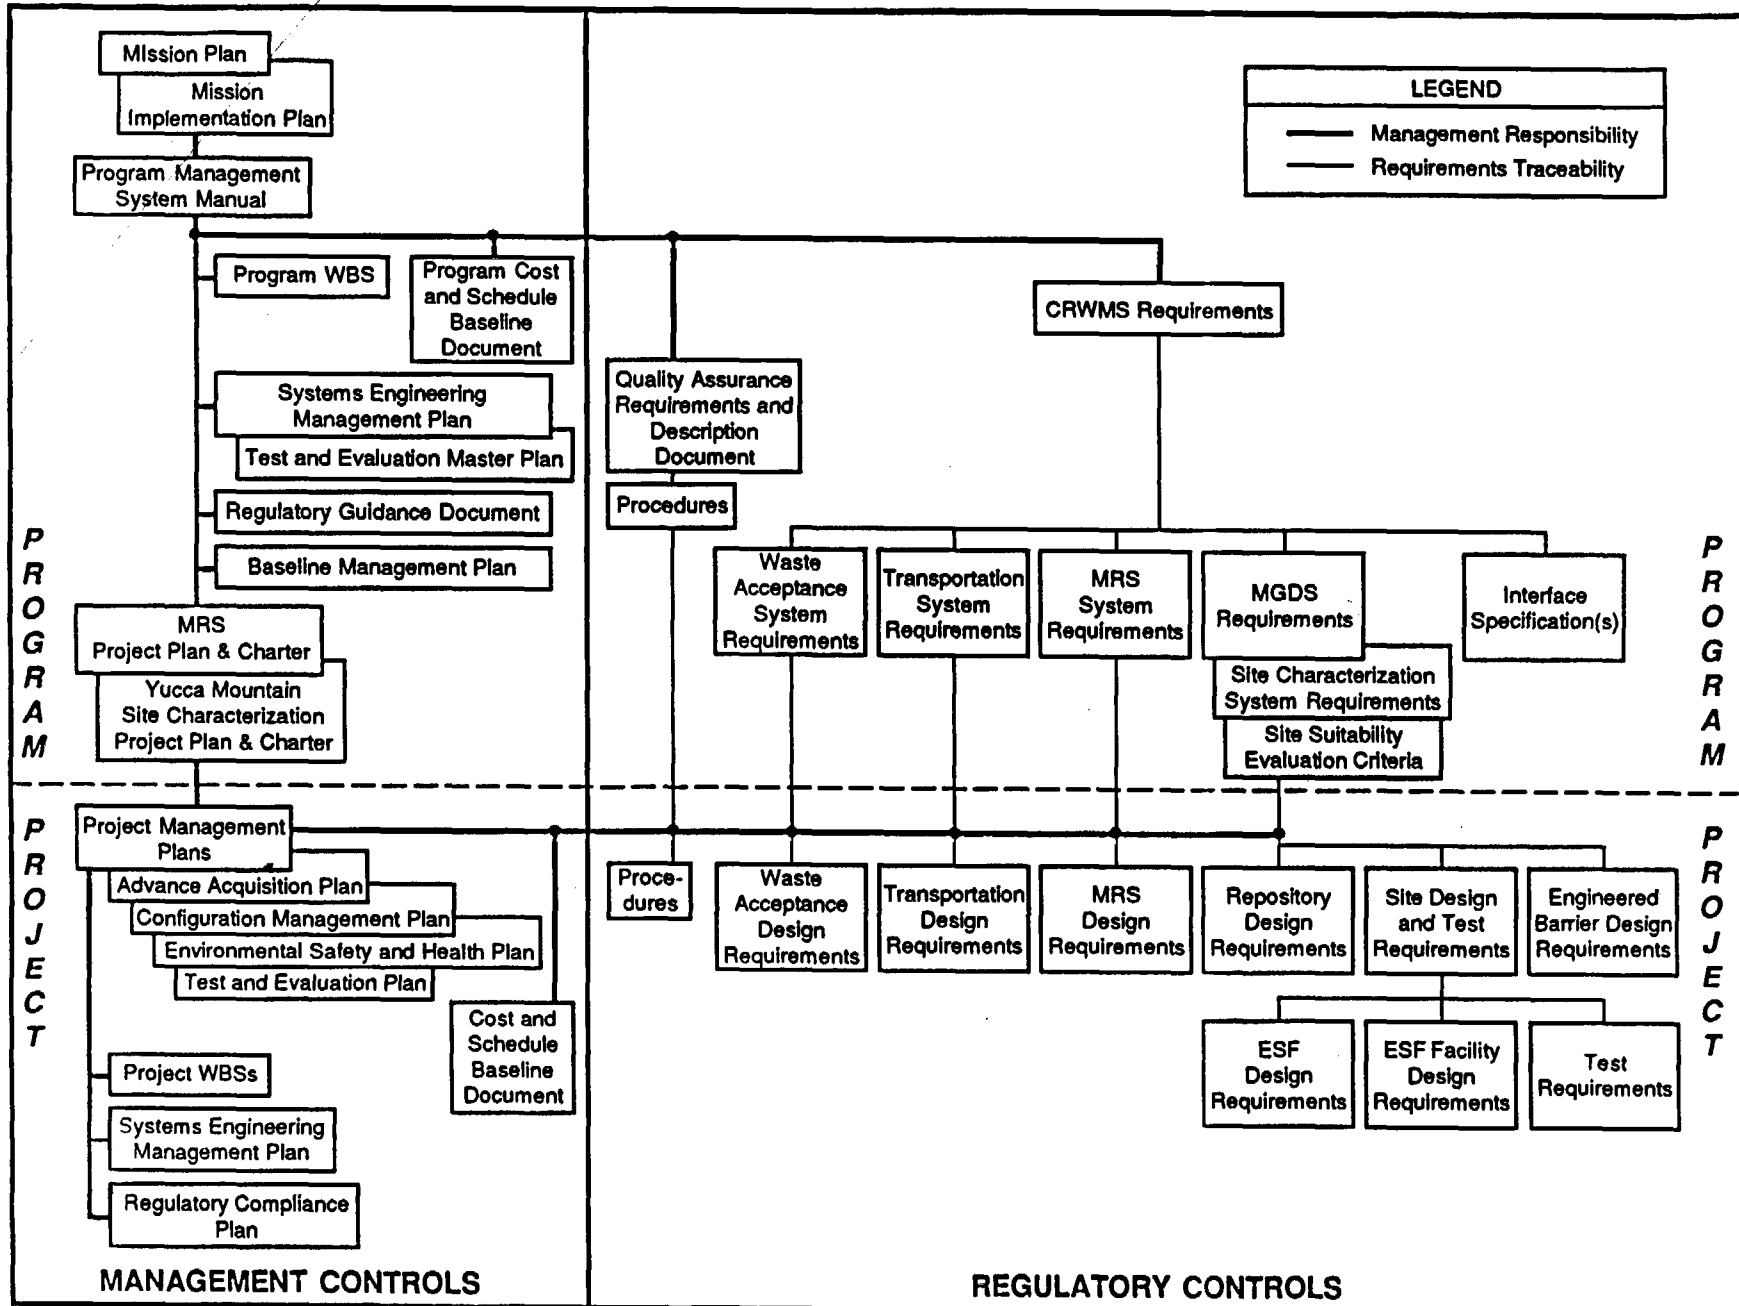 MIssion Plan
Mission
Implementation Plan
Program Management
System Manual
LEGEND
Management Responsibility
Requirements Traceability
Program WBS
Program Cost
and Schedule
Baseline
Document
CRWMS Requirements
Systems Engineering
Management Plan
Test and Evaluation Master Plan
Quality Assurance
Requirements and
Description
Document
Procedures
Regulatory Guidance Document
Baseline Management Plan
Waste
Acceptance
System
Requirements
Transportation
System
Requirements
MRS
System
Requirements
MGDS
Requirements
Interface
Specification(s)
Site Characterization
System Requirements
Site Suitability
Evaluation Criteria
MRS
Project Plan & Charter
Yucca Mountain
Site Characterization
Project Plan & Charter
PROGRAM
PROGRAM
Project Management
Plans
Advance Acquisition Plan
Configuration Management Plan
Environmental Safety and Health Plan
Test and Evaluation Plan
Cost and
Schedule
Baseline
Document
Proce-
dures
Waste
Acceptance
Design
Requirements
Transportation
Design
Requirements
MRS
Design
Requirements
Repository
Design
Requirements
Site Design
and Test
Requirements
Engineered
Barrier Design
Requirements
ESF
Design
Requirements
ESF Facility
Design
Requirements
Test
Requirements
Project WBSs
Systems Engineering
Management Plan
Regulatory Compliance
Plan
PROJECT
PROJECT
MANAGEMENT CONTROLS
REGULATORY CONTROLS